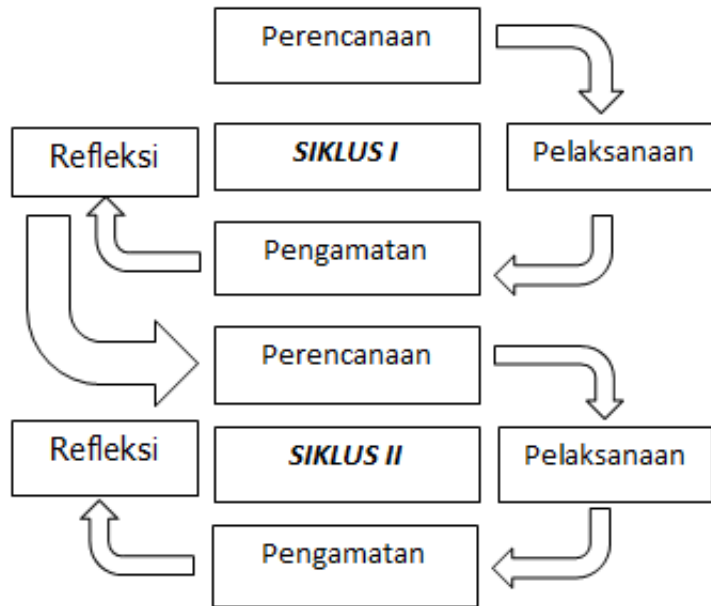 Perencanaan
Refleksi
SIKLUS I
Pelaksanaan
Pengamatan
Perencanaan
Refleksi
SIKLUS II
Pelaksanaan
Pengamatan